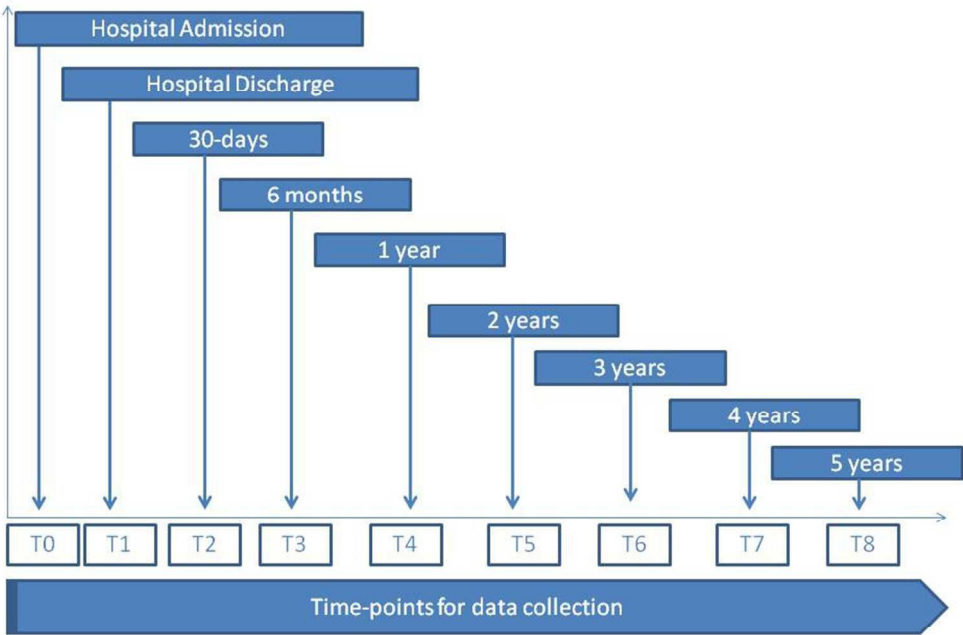 Hospital Admission
Hospital Discharge
30-days
6 months
1 year
2 years
3 years
4 years
5 years
T0 T1 T2 T3 T4 T5 T6 T7 T8
Time-points for data collection